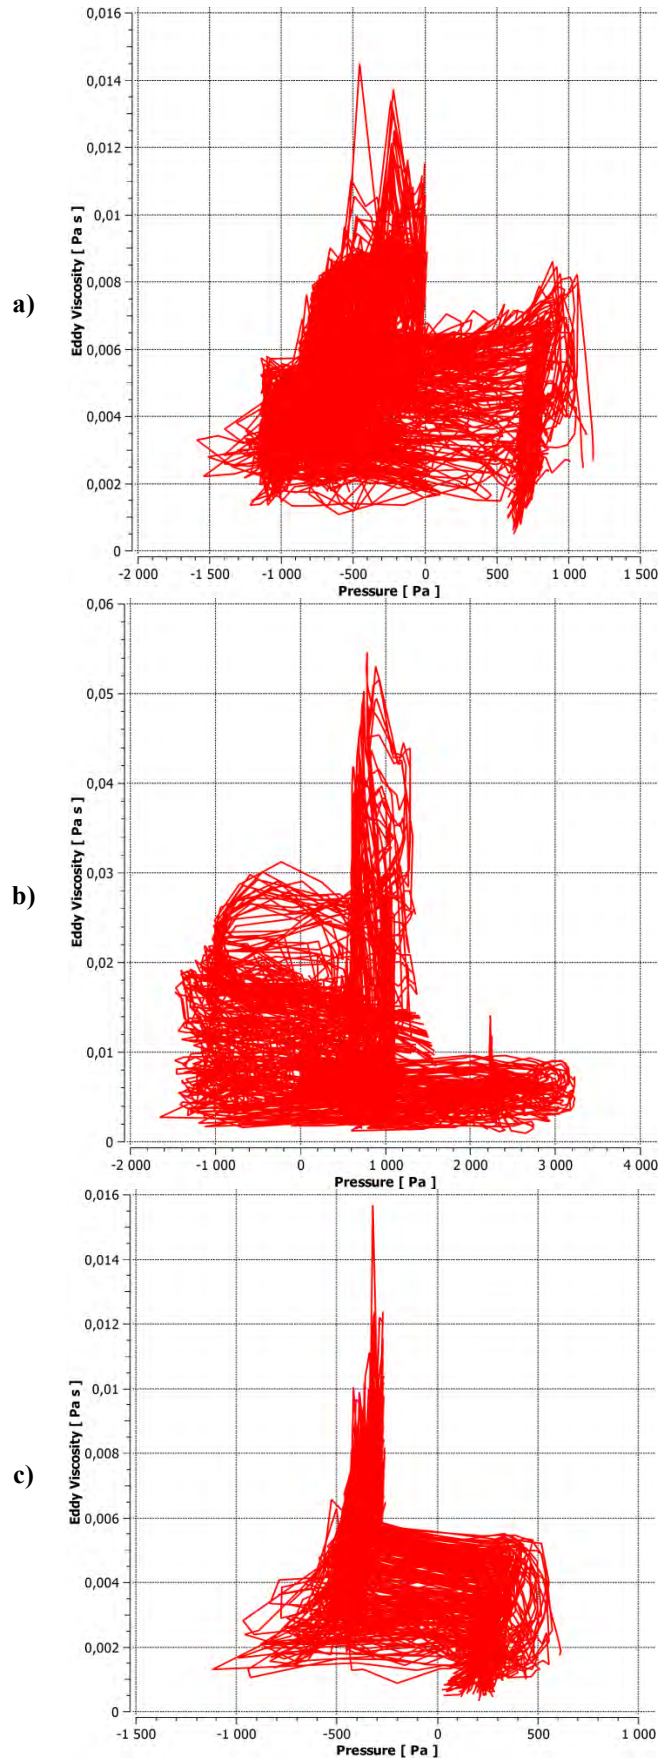 0,016
0,014
0,012
0,01
0,008
0,006
0,004
0,002
0
Eddy Viscosity [ Pa s ]
a)
-2 000 -1 500 -1 000 -500 0 500 1 000 1 500
Pressure [ Pa ]
0,06
0,05
0,04
0,03
0,02
0,01
0
Eddy Viscosity [ Pa s ]
b)
-2 000 -1 000 0 1 000 2 000 3 000 4 000
Pressure [ Pa ]
0,016
0,014
0,012
0,01
0,008
0,006
0,004
0,002
0
Eddy Viscosity [ Pa s ]
c)
-1 500 -1 000 -500 0 500 1 000
Pressure [ Pa ]